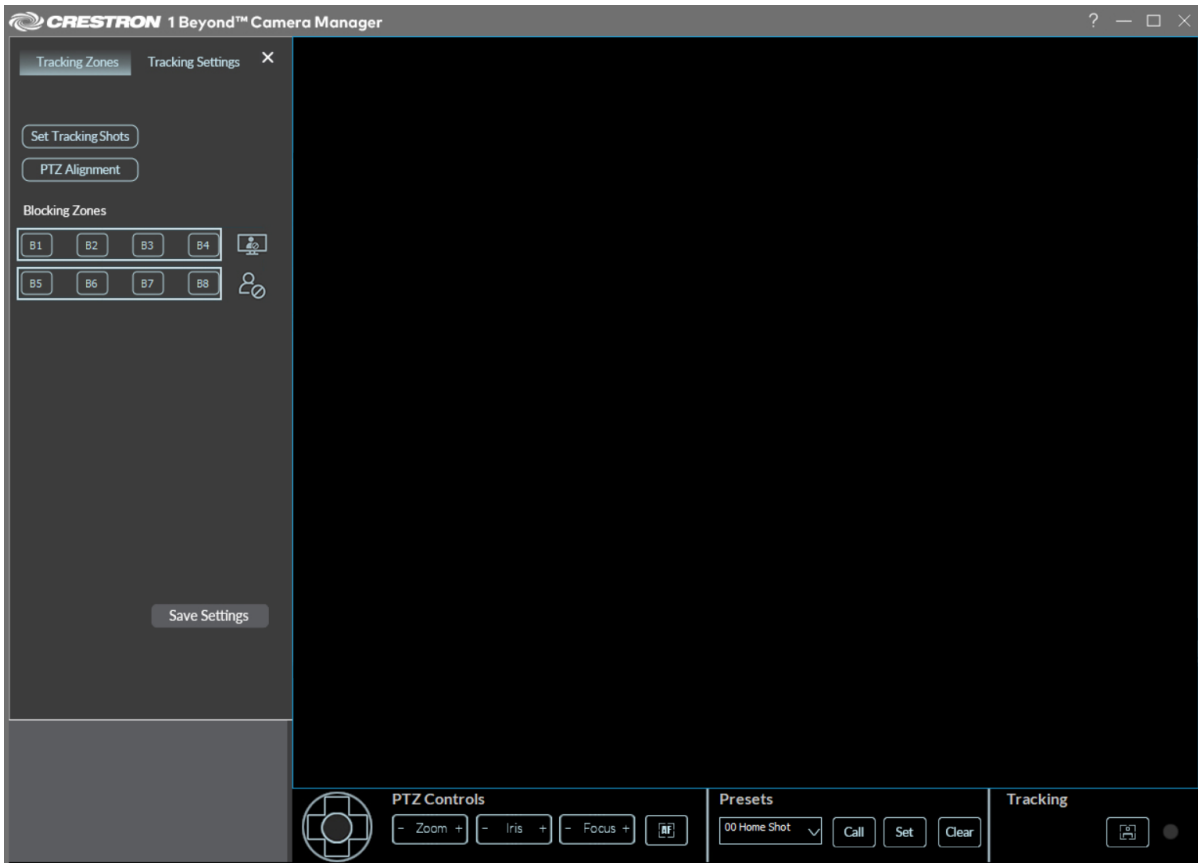 CRESTRON 1 Beyond™ Camera Manager ?
Tracking Zones Tracking Settings
Set Tracking Shots
PTZ Alignment
Blocking Zones
B1 B2 B3 B4
B5 B6 B7 B8
Save Settings
PTZ Controls Presets Tracking
- Zoom + - Iris + - Focus + AF 00 Home Shot Call Set Clear